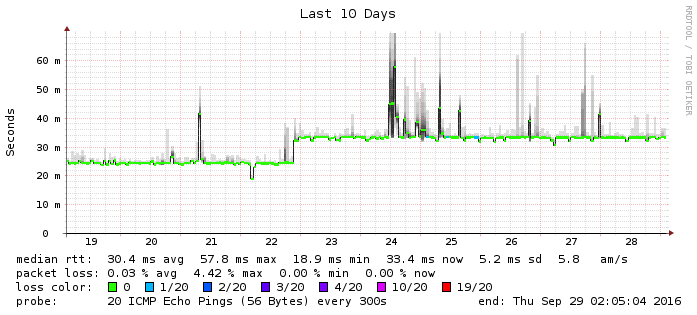 Last 10 Days
RRDTOOL / TOBI OETIKER
Seconds
60 m
50 m
40 m
30 m
20 m
10 m
0
19 20 21 22 23 24 25 26 27 28
median rtt: 30.4 ms avg 57.8 ms max 18.9 ms min 33.4 ms now 5.2 ms sd 5.8 am/s
packet loss: 0.03 % avg 4.42 % max 0.00 % min 0.00 % now
loss color: 0 1/20 2/20 3/20 4/20 10/20 19/20
probe: 20 ICMP Echo Pings (56 Bytes) every 300s end: Thu Sep 29 02:05:04 2016